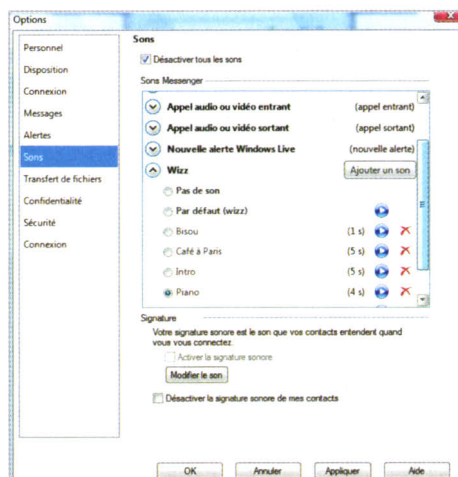 Options
Personnel
Disposition
Connexion
Messages
Alertes
Sons
Transfert de fichiers
Confidentialité
Sécurité
Connexion
Sons
Désactiver tous les sons
Sons Messenger
Appel audio ou vidéo entrant (appel entrant)
Appel audio ou vidéo sortant (appel sortant)
Nouvelle alerte Windows Live (nouvelle alerte)
Wizz Ajouter un son
Pas de son
Par défaut (wizz)
Bisou (1 s)
Café à Paris (5 s)
Intro (5 s)
Piano (4 s)
Signature
Votre signature sonore est le son que vos contacts entendent quand
vous vous connectez.
Activer la signature sonore
Modifier le son
Désactiver la signature sonore de mes contacts
OK Annuler Appliquer Aide